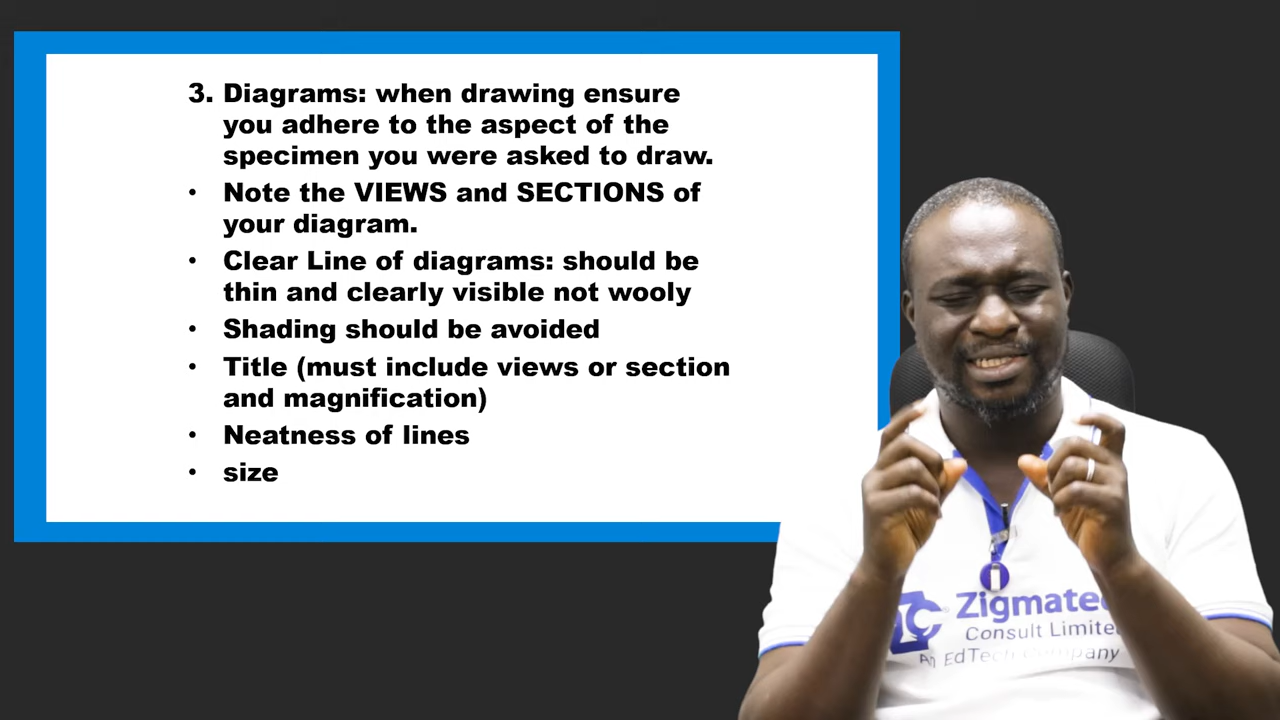 3. Diagrams: when drawing ensure
you adhere to the aspect of the
specimen you were asked to draw.
• Note the VIEWS and SECTIONS of
your diagram.
• Clear Line of diagrams: should be
thin and clearly visible not wooly
• Shading should be avoided
• Title (must include views or section
and magnification)
• Neatness of lines
• size
Zigmatec
Consult Limite
An EdTech Company